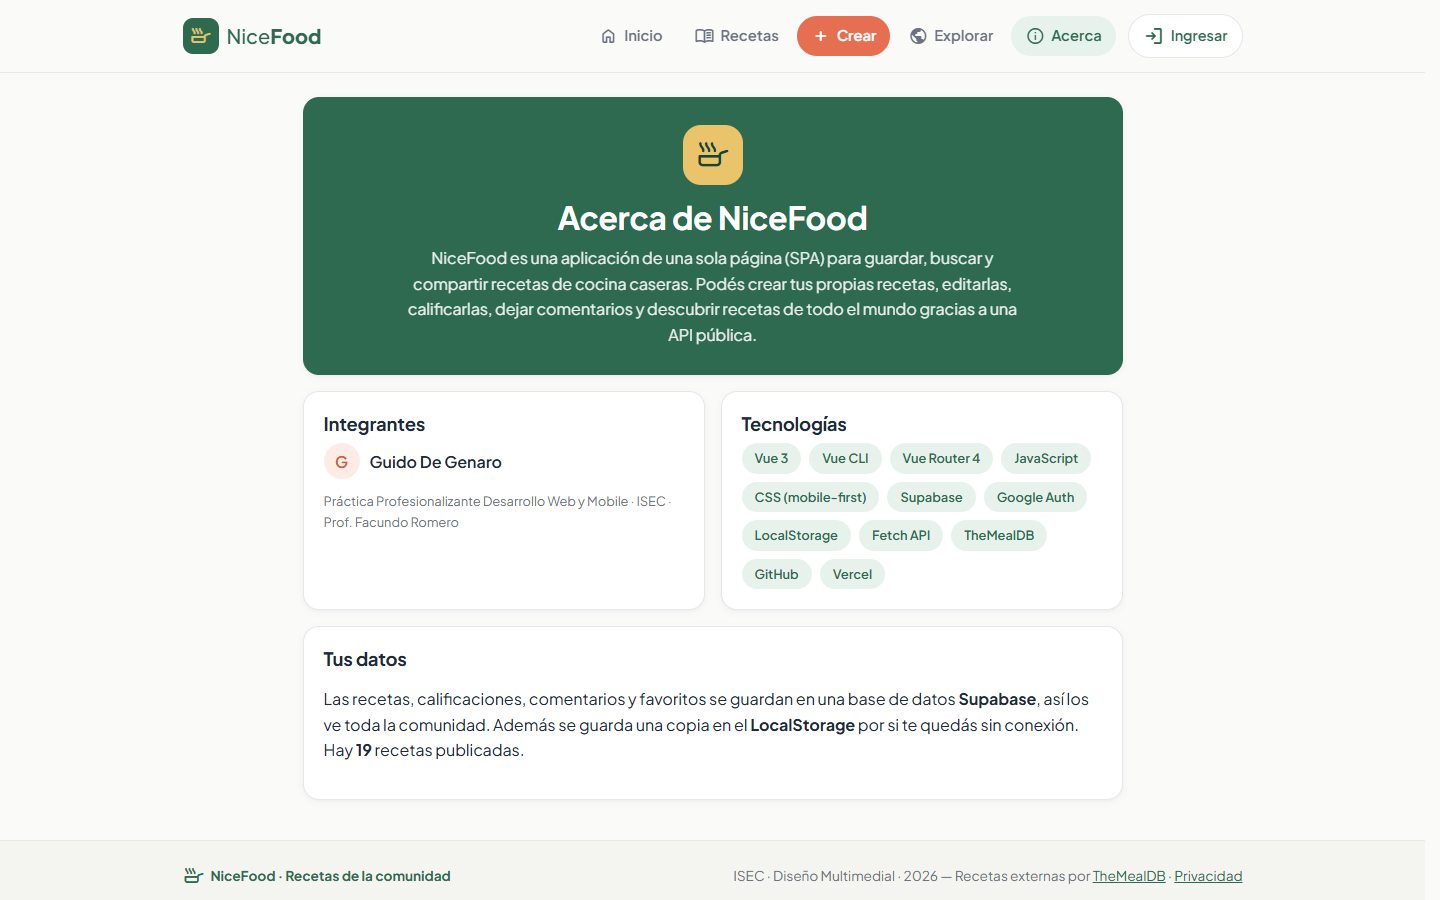 NiceFood
Inicio
Recetas
+ Crear
Explorar
Acerca
Ingresar
Acerca de NiceFood
NiceFood es una aplicación de una sola página (SPA) para guardar, buscar y
compartir recetas de cocina caseras. Podés crear tus propias recetas, editarlas,
calificarlas, dejar comentarios y descubrir recetas de todo el mundo gracias a una
API pública.
Integrantes
G Guido De Genaro
Práctica Profesionalizante Desarrollo Web y Mobile · ISEC ·
Prof. Facundo Romero
Tecnologías
Vue 3 Vue CLI Vue Router 4 JavaScript
CSS (mobile-first) Supabase Google Auth
LocalStorage Fetch API TheMealDB
GitHub Vercel
Tus datos
Las recetas, calificaciones, comentarios y favoritos se guardan en una base de datos Supabase, así los
ve toda la comunidad. Además se guarda una copia en el LocalStorage por si te quedás sin conexión.
Hay 19 recetas publicadas.
NiceFood · Recetas de la comunidad
ISEC · Diseño Multimedial · 2026 — Recetas externas por TheMealDB · Privacidad